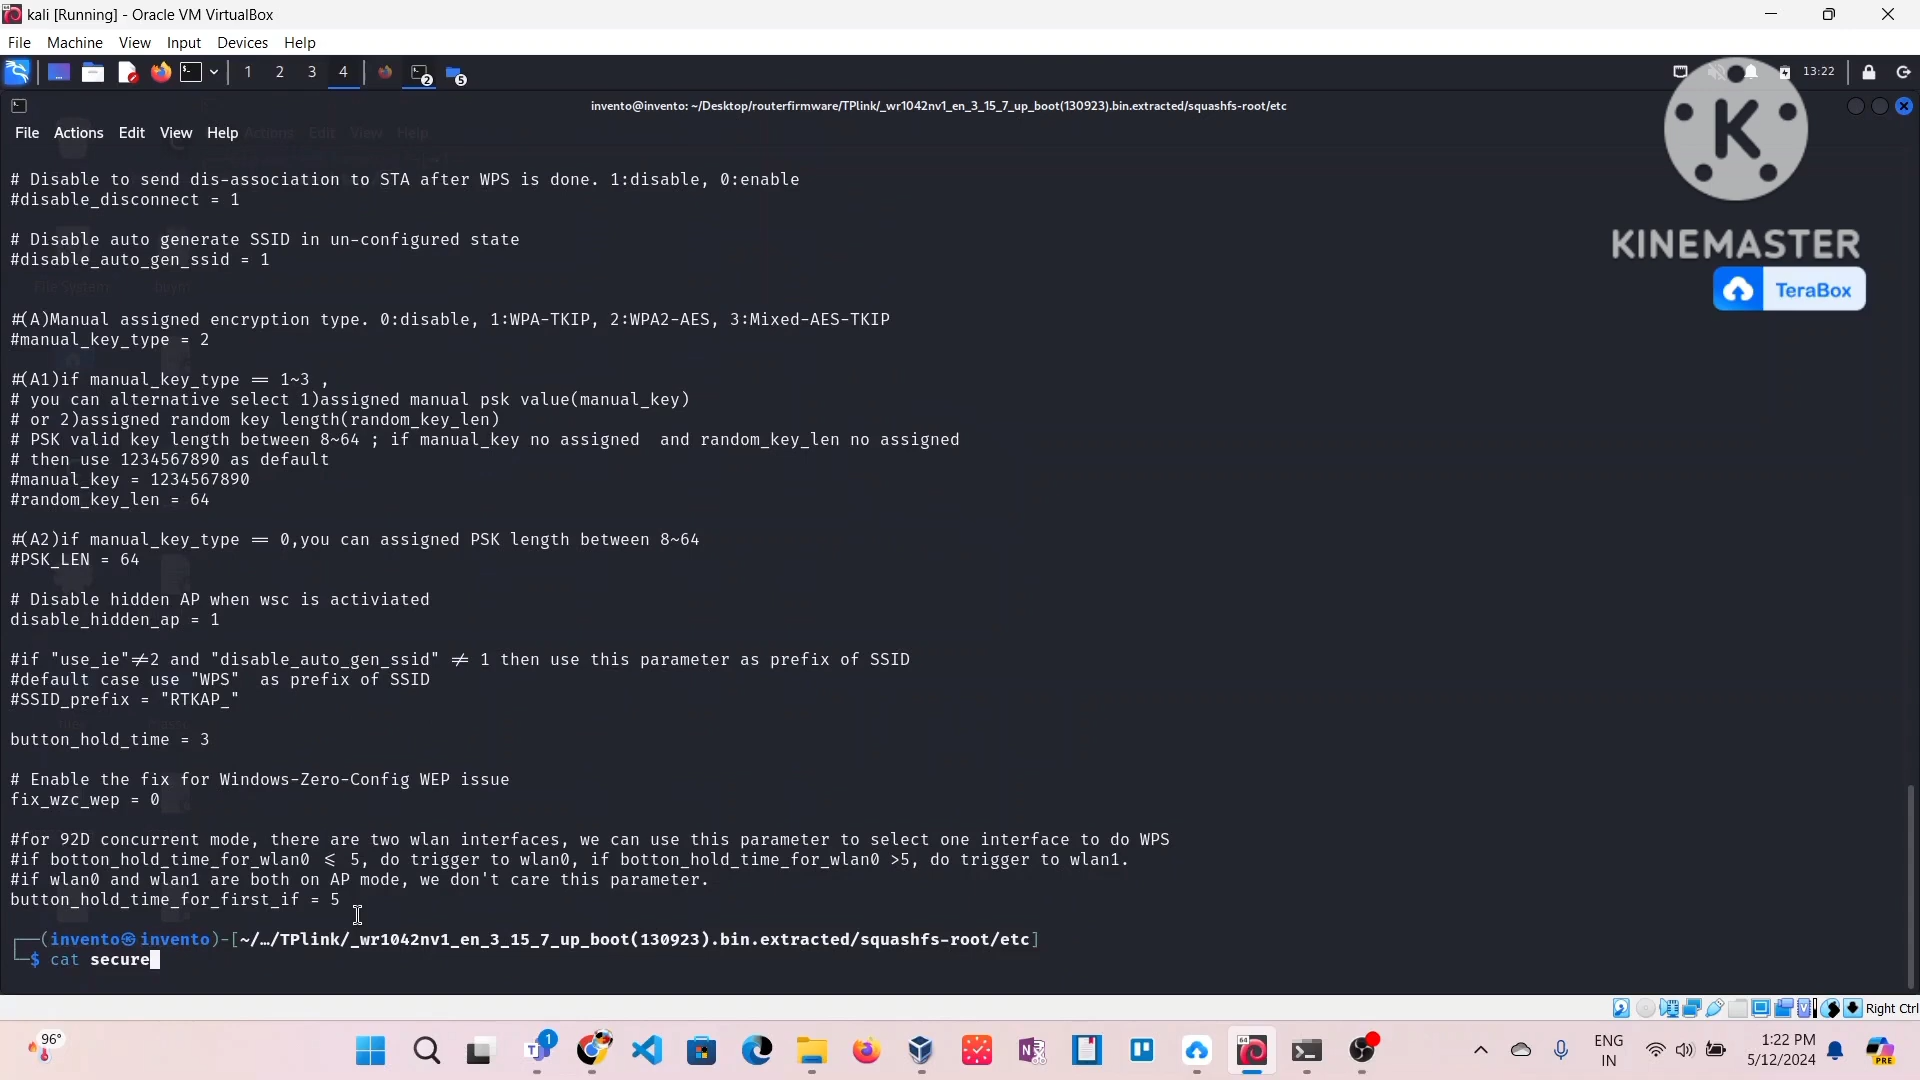 kali [Running] - Oracle VM VirtualBox
File Machine View Input Devices Help
1 2 3 4 2 5 13:22
invento@invento: ~/Desktop/routerfirmware/TPlink/_wr1042nv1_en_3_15_7_up_boot(130923).bin.extracted/squashfs-root/etc
File Actions Edit View Help
# Disable to send dis-association to STA after WPS is done. 1:disable, 0:enable
#disable_disconnect = 1
# Disable auto generate SSID in un-configured state
#disable_auto_gen_ssid = 1
#(A)Manual assigned encryption type. 0:disable, 1:WPA-TKIP, 2:WPA2-AES, 3:Mixed-AES-TKIP
#manual_key_type = 2
#(A1)if manual_key_type == 1~3 ,
# you can alternative select 1)assigned manual psk value(manual_key)
# or 2)assigned random key length(random_key_len)
# PSK valid key length between 8~64 ; if manual_key no assigned  and random_key_len no assigned
# then use 1234567890 as default
#manual_key = 1234567890
#random_key_len = 64
#(A2)if manual_key_type == 0,you can assigned PSK length between 8~64
#PSK_LEN = 64
# Disable hidden AP when wsc is activiated
disable_hidden_ap = 1
#if "use_ie"≠2 and "disable_auto_gen_ssid" ≠ 1 then use this parameter as prefix of SSID
#default case use "WPS"  as prefix of SSID
#SSID_prefix = "RTKAP_"
button_hold_time = 3
# Enable the fix for Windows-Zero-Config WEP issue
fix_wzc_wep = 0
#for 92D concurrent mode, there are two wlan interfaces, we can use this parameter to select one interface to do WPS
#if botton_hold_time_for_wlan0 ≤ 5, do trigger to wlan0, if botton_hold_time_for_wlan0 >5, do trigger to wlan1.
#if wlan0 and wlan1 are both on AP mode, we don't care this parameter.
button_hold_time_for_first_if = 5
┌──(invento㉿invento)-[~/…/TPlink/_wr1042nv1_en_3_15_7_up_boot(130923).bin.extracted/squashfs-root/etc]
└─$ cat secure
K
KINEMASTER
TeraBox
Right Ctrl
96°
1
ENG
IN
1:22 PM
5/12/2024
PRE